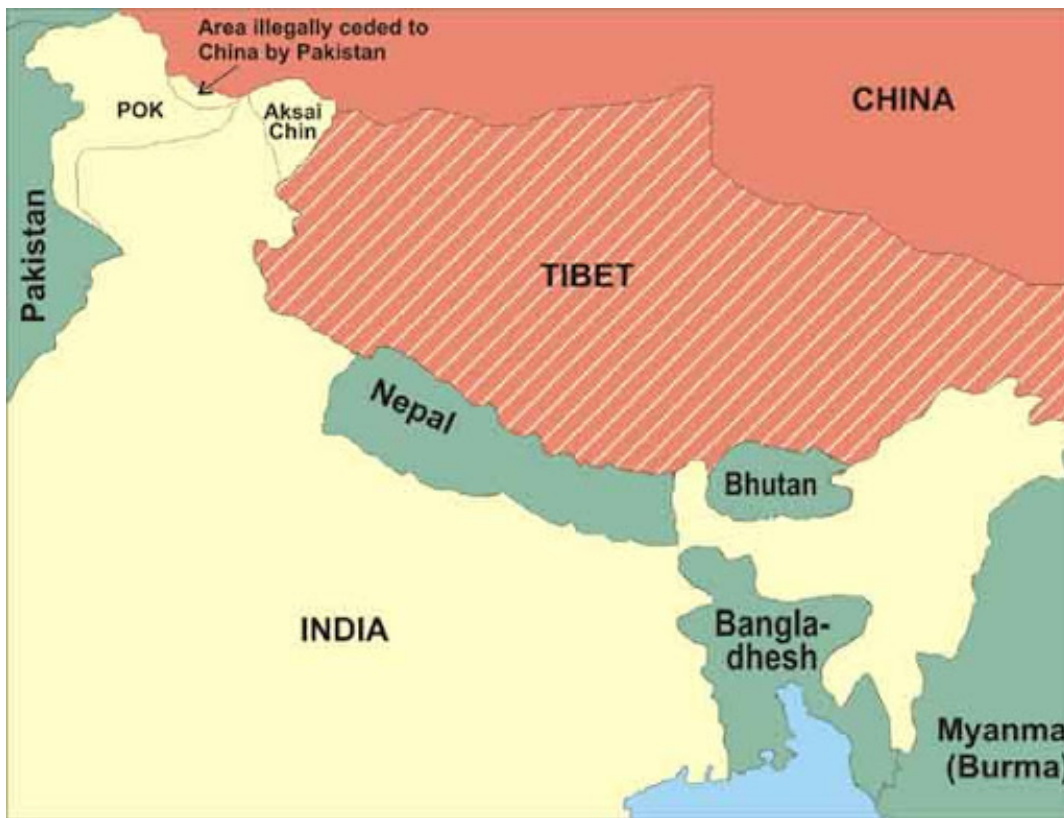 Area illegally ceded to
China by Pakistan
POK
Aksai
Chin
CHINA
Pakistan
TIBET
Nepal
Bhutan
INDIA
Bangla-
dhesh
Myanma
(Burma)